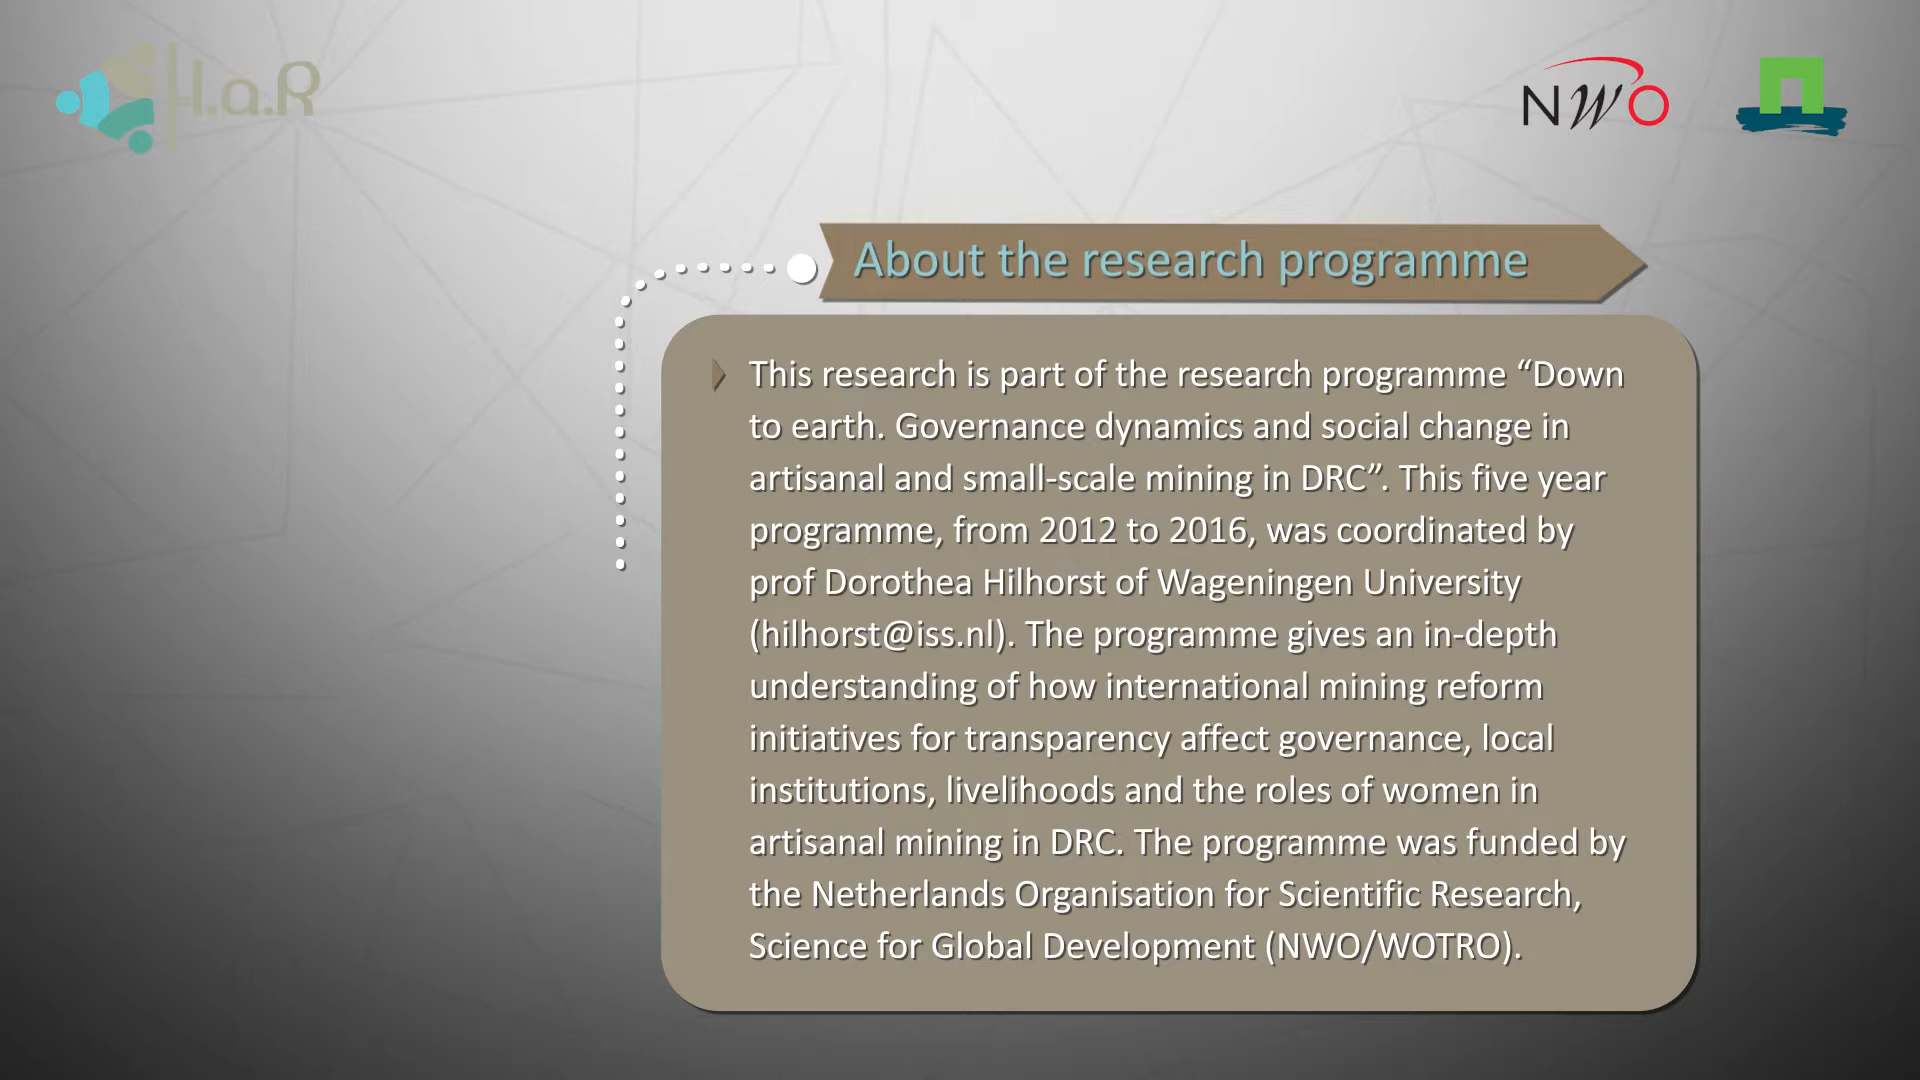 H.a.R
NWO
About the research programme
This research is part of the research programme “Down
to earth. Governance dynamics and social change in
artisanal and small-scale mining in DRC”. This five year
programme, from 2012 to 2016, was coordinated by
prof Dorothea Hilhorst of Wageningen University
(hilhorst@iss.nl). The programme gives an in-depth
understanding of how international mining reform
initiatives for transparency affect governance, local
institutions, livelihoods and the roles of women in
artisanal mining in DRC. The programme was funded by
the Netherlands Organisation for Scientific Research,
Science for Global Development (NWO/WOTRO).